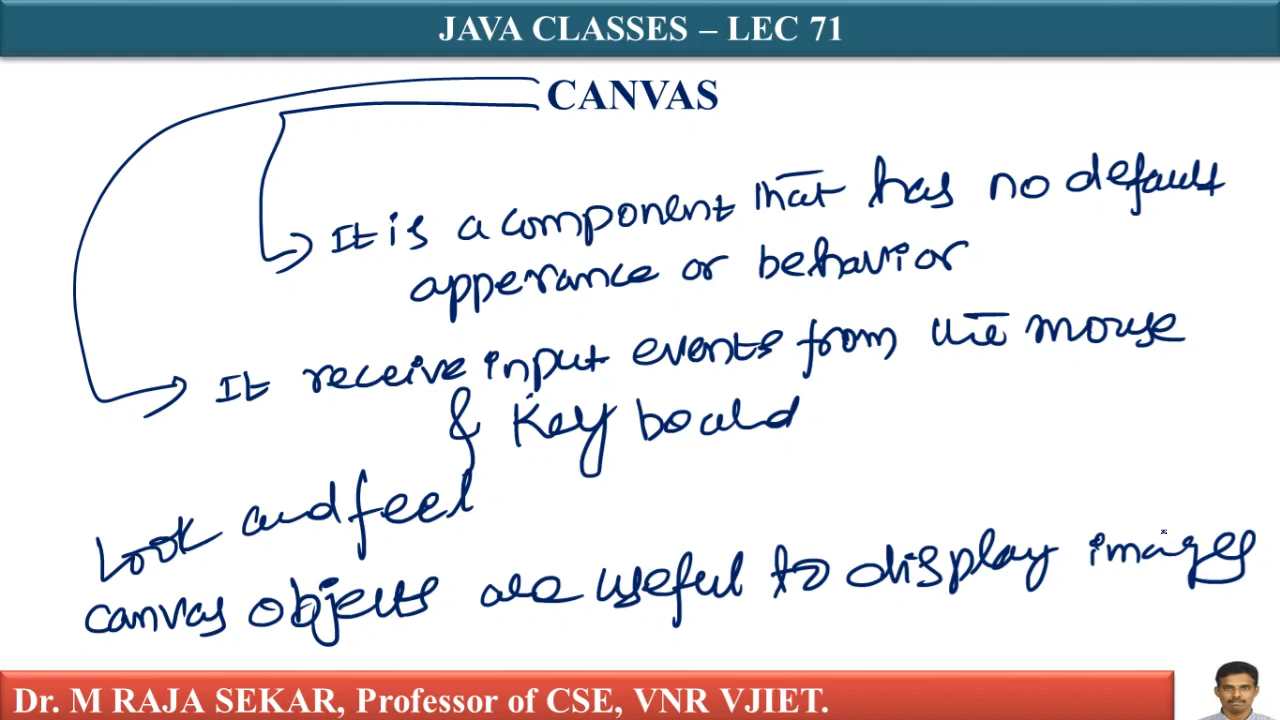 JAVA CLASSES – LEC 71
CANVAS
It is a component that has no default
apperance or behavior
It receive input events from the mouse
& Key board
Look and feel
canvas objects are useful to display images
Dr. M RAJA SEKAR, Professor of CSE, VNR VJIET.